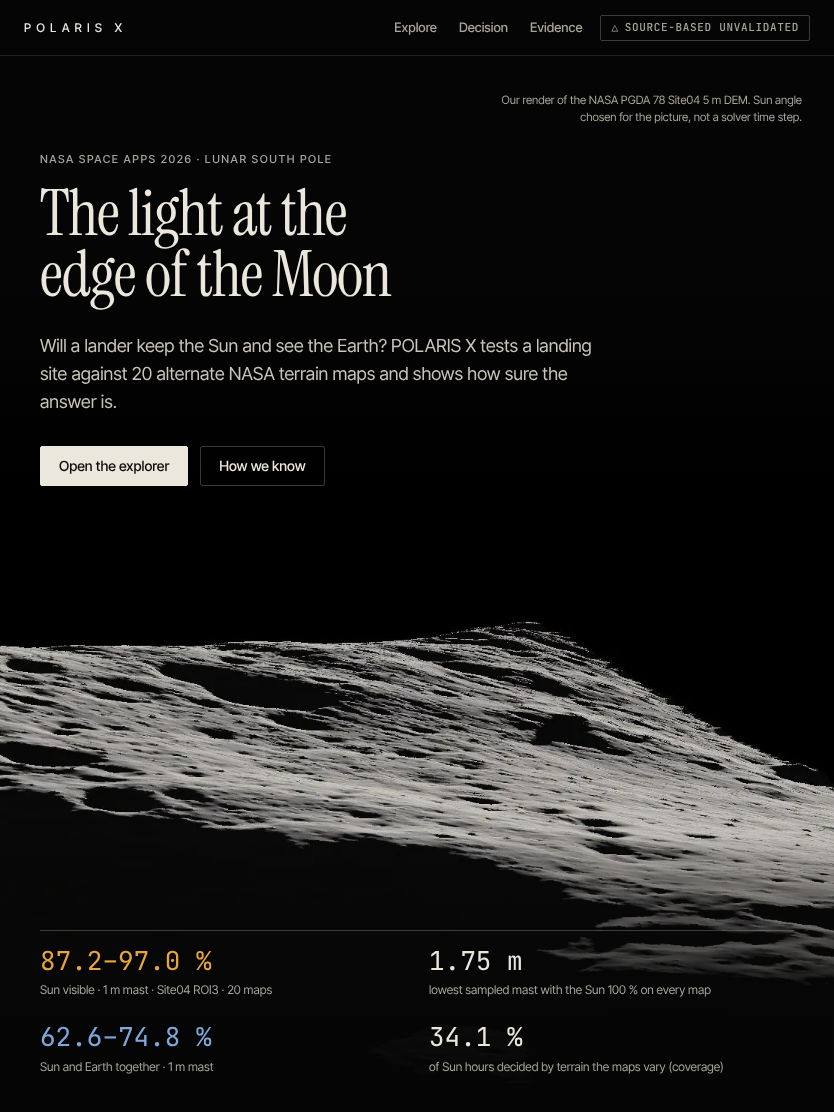 POLARIS X
Explore Decision Evidence △ SOURCE-BASED UNVALIDATED
Our render of the NASA PGDA 78 Site04 5 m DEM. Sun angle
chosen for the picture, not a solver time step.
NASA SPACE APPS 2026 · LUNAR SOUTH POLE
The light at the
edge of the Moon
Will a lander keep the Sun and see the Earth? POLARIS X tests a landing
site against 20 alternate NASA terrain maps and shows how sure the
answer is.
Open the explorer
How we know
87.2–97.0 %
Sun visible · 1 m mast · Site04 ROI3 · 20 maps
1.75 m
lowest sampled mast with the Sun 100 % on every map
62.6–74.8 %
Sun and Earth together · 1 m mast
34.1 %
of Sun hours decided by terrain the maps vary (coverage)